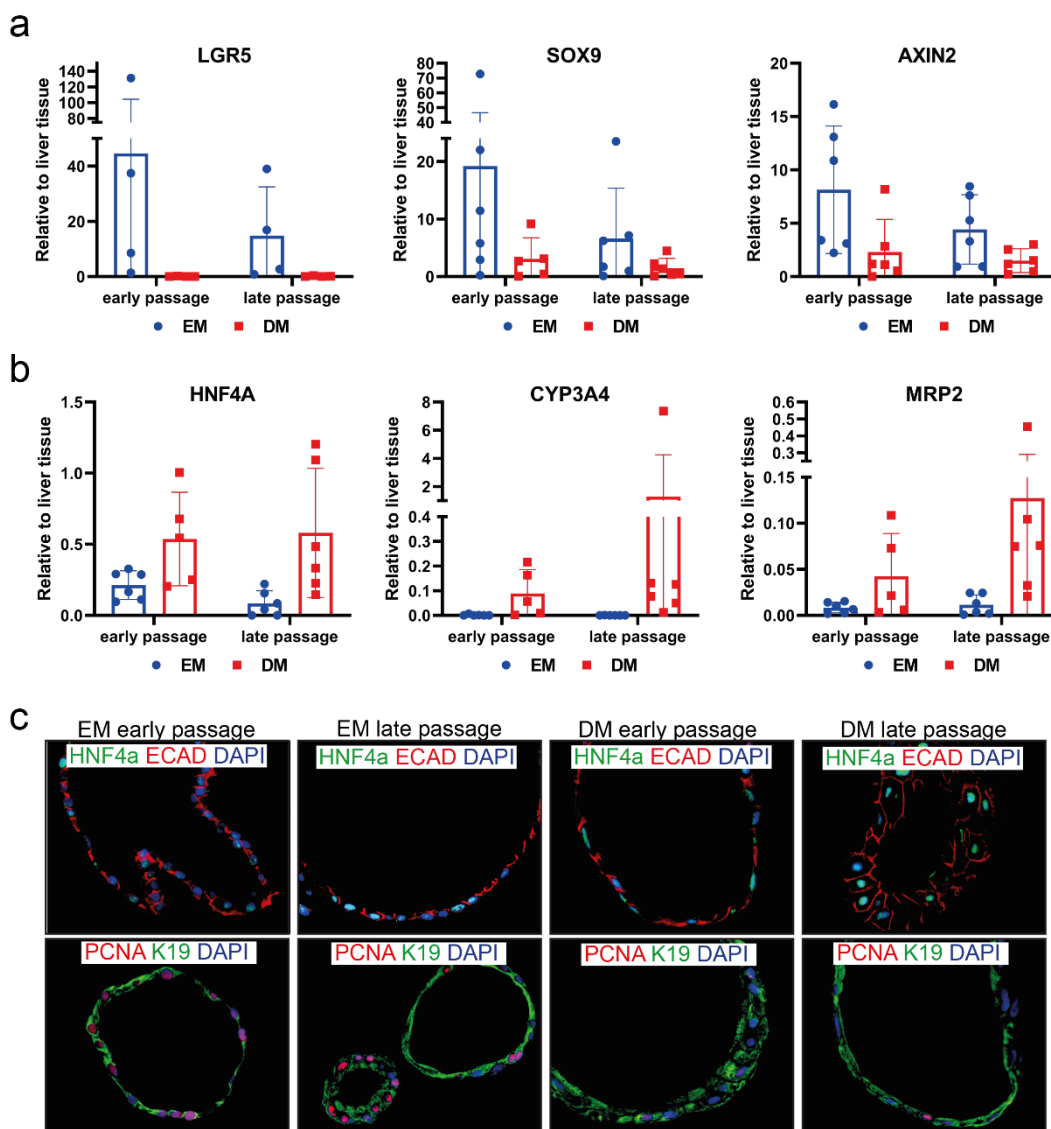 a
LGR5
SOX9
AXIN2
Relative to liver tissue
140
120
100
80
60
40
20
0
early passage
late passage
EM
DM
Relative to liver tissue
80
70
60
50
40
20
10
0
early passage
late passage
EM
DM
Relative to liver tissue
20
15
10
5
0
early passage
late passage
EM
DM
b
HNF4A
CYP3A4
MRP2
Relative to liver tissue
1.5
1.0
0.5
0.0
early passage
late passage
EM
DM
Relative to liver tissue
8
6
4
2
0.4
0.3
0.2
0.1
0.0
early passage
late passage
EM
DM
Relative to liver tissue
0.6
0.5
0.4
0.3
0.15
0.10
0.05
0.00
early passage
late passage
EM
DM
c
EM early passage
EM late passage
DM early passage
DM late passage
HNF4a ECAD DAPI
HNF4a ECAD DAPI
HNF4a ECAD DAPI
HNF4a ECAD DAPI
PCNA K19 DAPI
PCNA K19 DAPI
PCNA K19 DAPI
PCNA K19 DAPI